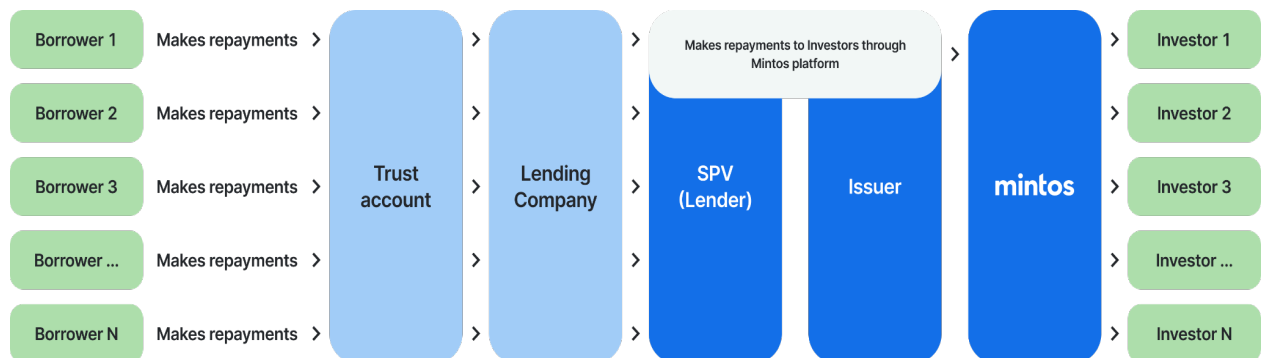 Borrower 1 Makes repayments
Makes repayments to Investors through
Mintos platform
Investor 1
Borrower 2 Makes repayments
Investor 2
Trust
account
Lending
Company
SPV
(Lender)
Issuer
mintos
Borrower 3 Makes repayments
Investor 3
Borrower ... Makes repayments
Investor ...
Borrower N Makes repayments
Investor N